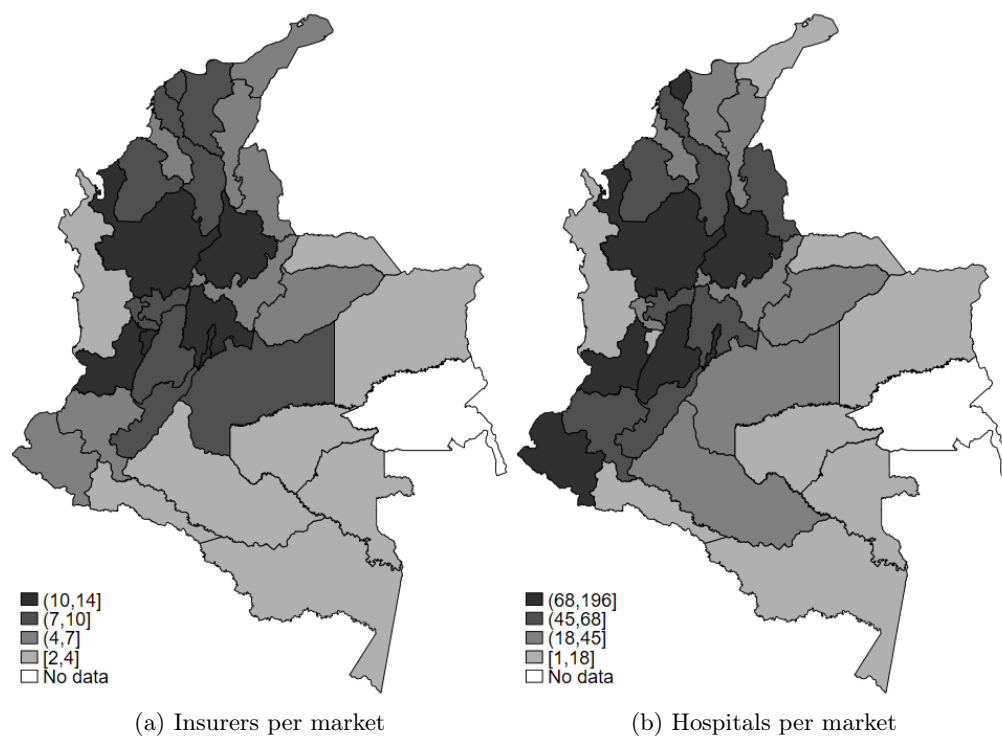 (10,14]
(7,10]
(4,7]
[2,4]
No data
(a) Insurers per market
(68,196]
(45,68]
(18,45]
[1,18]
No data
(b) Hospitals per market